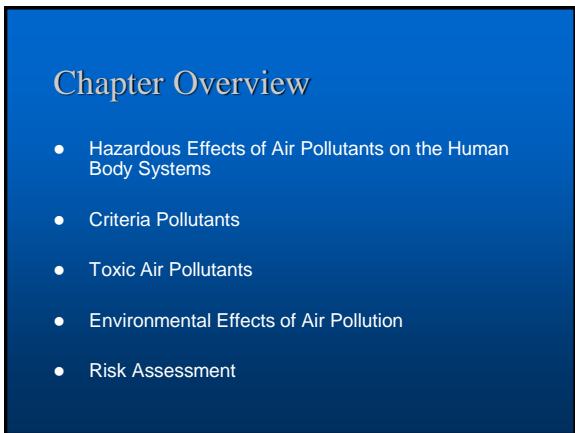 Chapter Overview
● Hazardous Effects of Air Pollutants on the Human
Body Systems
● Criteria Pollutants
● Toxic Air Pollutants
● Environmental Effects of Air Pollution
● Risk Assessment